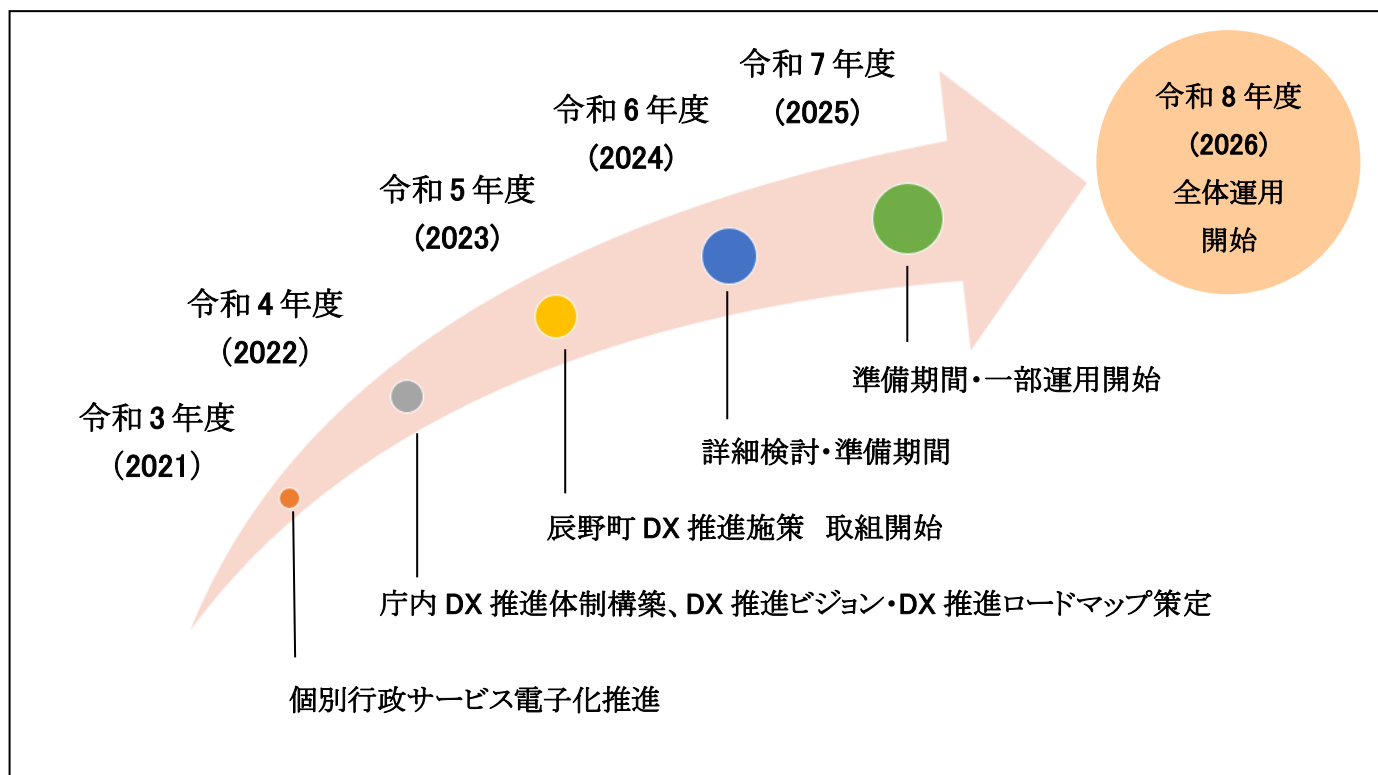 令和 3 年度
(2021)
個別行政サービス電子化推進
令和 4 年度
(2022)
庁内 DX 推進体制構築、DX 推進ビジョン・DX 推進ロードマップ策定
令和 5 年度
(2023)
辰野町 DX 推進施策　取組開始
令和 6 年度
(2024)
詳細検討・準備期間
令和 7 年度
(2025)
準備期間・一部運用開始
令和 8 年度
(2026)
全体運用
開始